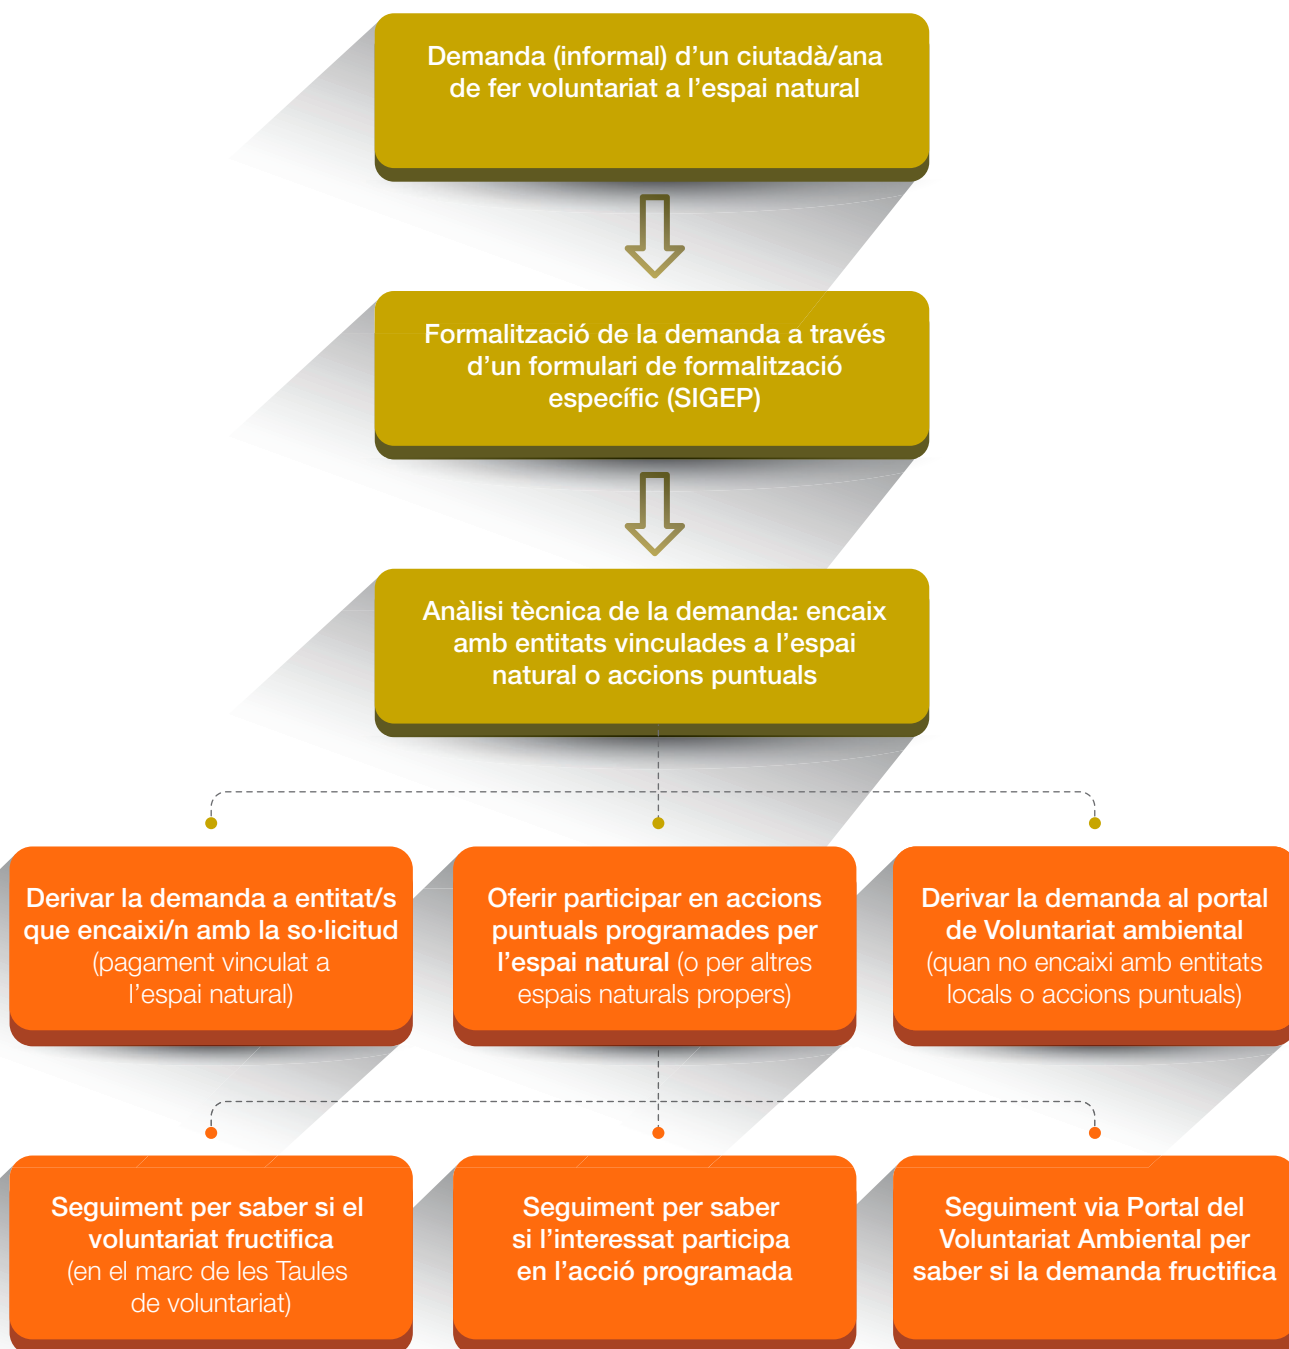 Demanda (informal) d’un ciutadà/ana
de fer voluntariat a l’espai natural
Formalització de la demanda a través
d’un formulari de formalització
específic (SIGEP)
Anàlisi tècnica de la demanda: encaix
amb entitats vinculades a l’espai
natural o accions puntuals
Derivar la demanda a entitat/s
que encaixi/n amb la so·licitud
(pagament vinculat a
l’espai natural)
Oferir participar en accions
puntuals programades per
l’espai natural (o per altres
espais naturals propers)
Derivar la demanda al portal
de Voluntariat ambiental
(quan no encaixi amb entitats
locals o accions puntuals)
Seguiment per saber si el
voluntariat fructifica
(en el marc de les Taules
de voluntariat)
Seguiment per saber
si l’interessat participa
en l’acció programada
Seguiment via Portal del
Voluntariat Ambiental per
saber si la demanda fructifica